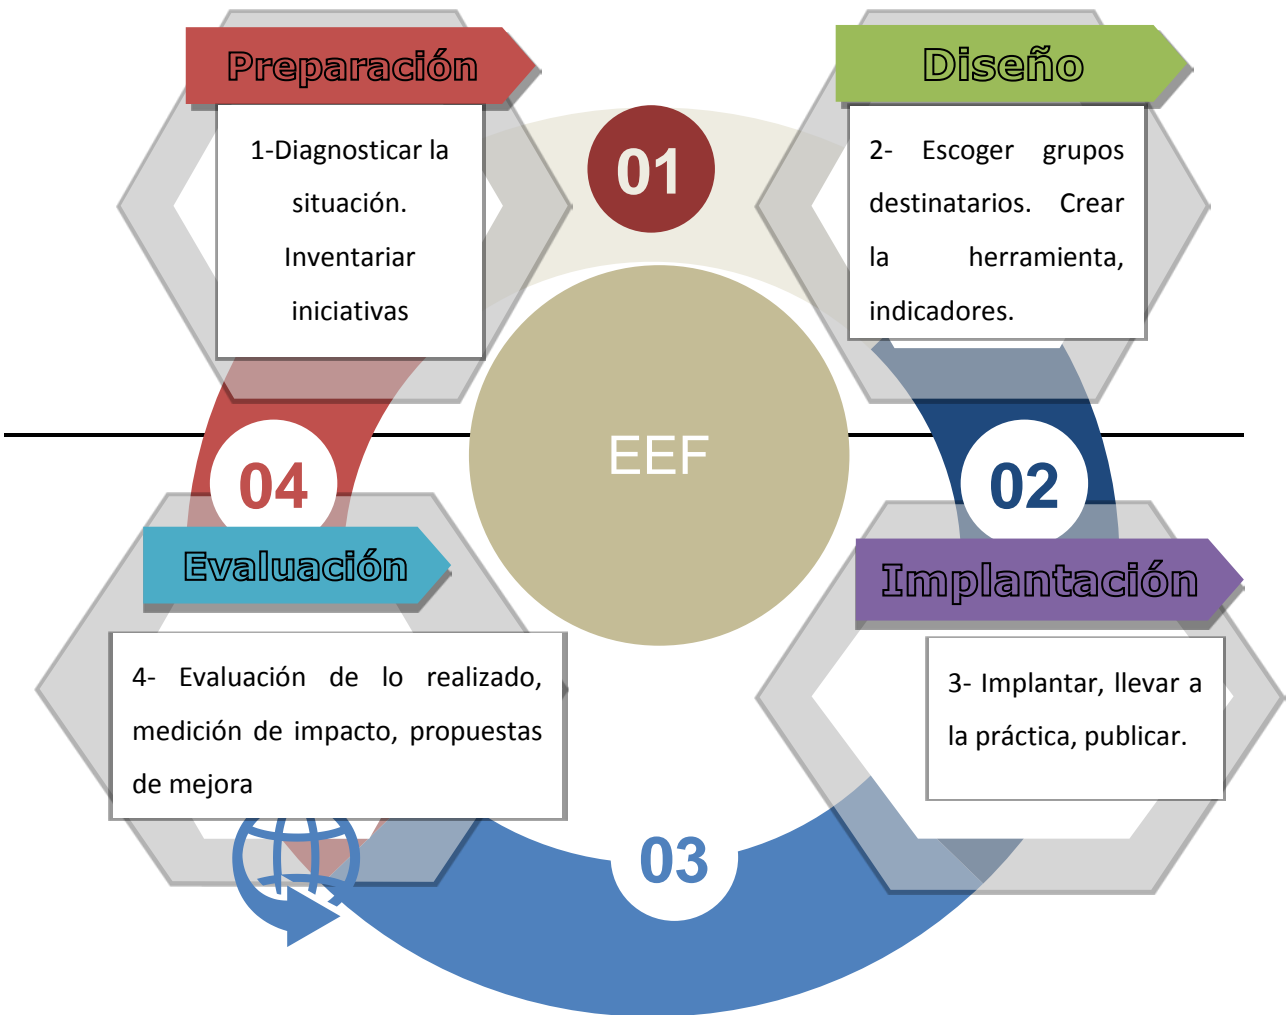 Preparación
1-Diagnosticar la
situación.
Inventariar
iniciativas
01
Diseño
2- Escoger grupos
destinatarios. Crear
la herramienta,
indicadores.
EEF
04
02
Evaluación
4- Evaluación de lo realizado,
medición de impacto, propuestas
de mejora
Implantación
3- Implantar, llevar a
la práctica, publicar.
03